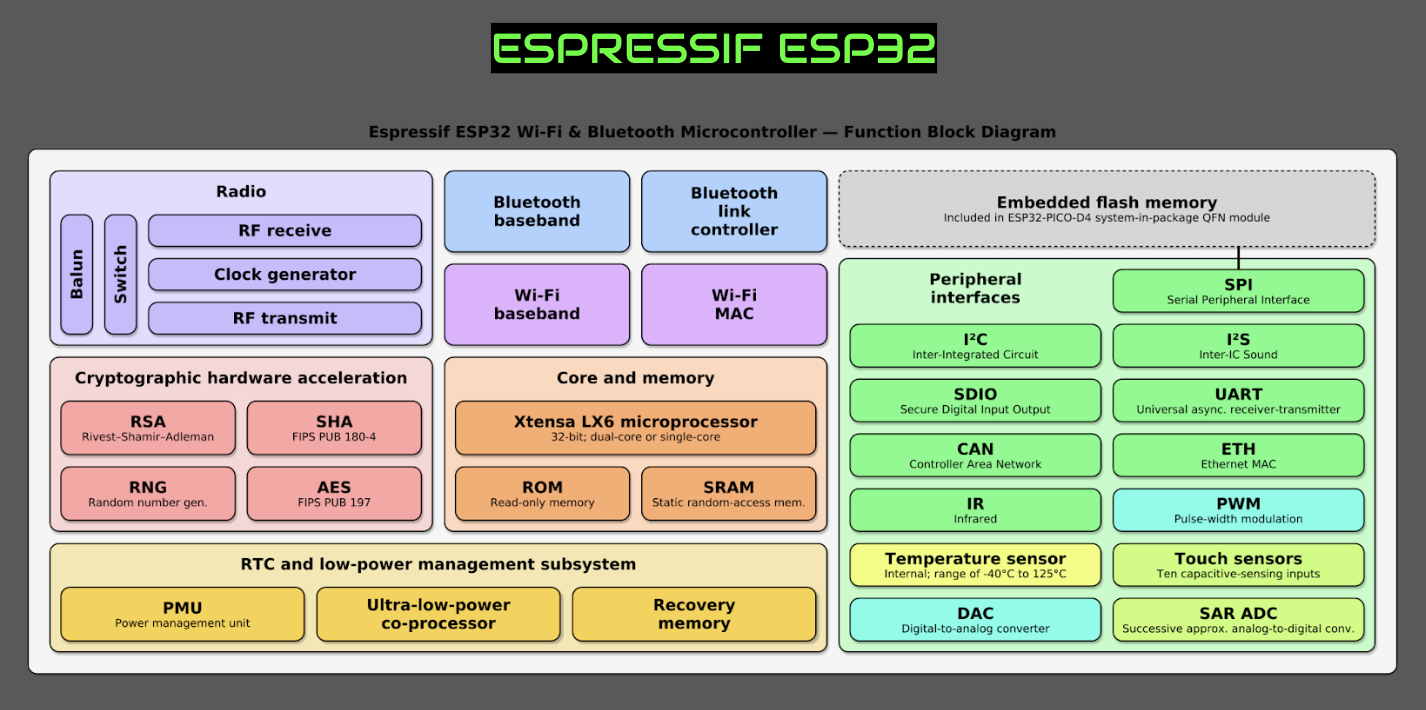 ESPRESSIF ESP32
Espressif ESP32 Wi-Fi & Bluetooth Microcontroller — Function Block Diagram
Radio
Balun
Switch
RF receive
Clock generator
RF transmit
Bluetooth
baseband
Bluetooth
link
controller
Wi-Fi
baseband
Wi-Fi
MAC
Embedded flash memory
Included in ESP32-PICO-D4 system-in-package QFN module
Cryptographic hardware acceleration
RSA
Rivest–Shamir–Adleman
SHA
FIPS PUB 180-4
RNG
Random number gen.
AES
FIPS PUB 197
Core and memory
Xtensa LX6 microprocessor
32-bit; dual-core or single-core
ROM
Read-only memory
SRAM
Static random-access mem.
RTC and low-power management subsystem
PMU
Power management unit
Ultra-low-power
co-processor
Recovery
memory
Peripheral
interfaces
SPI
Serial Peripheral Interface
I²C
Inter-Integrated Circuit
I²S
Inter-IC Sound
SDIO
Secure Digital Input Output
UART
Universal async. receiver-transmitter
CAN
Controller Area Network
ETH
Ethernet MAC
IR
Infrared
PWM
Pulse-width modulation
Temperature sensor
Internal; range of -40°C to 125°C
Touch sensors
Ten capacitive-sensing inputs
DAC
Digital-to-analog converter
SAR ADC
Successive approx. analog-to-digital conv.